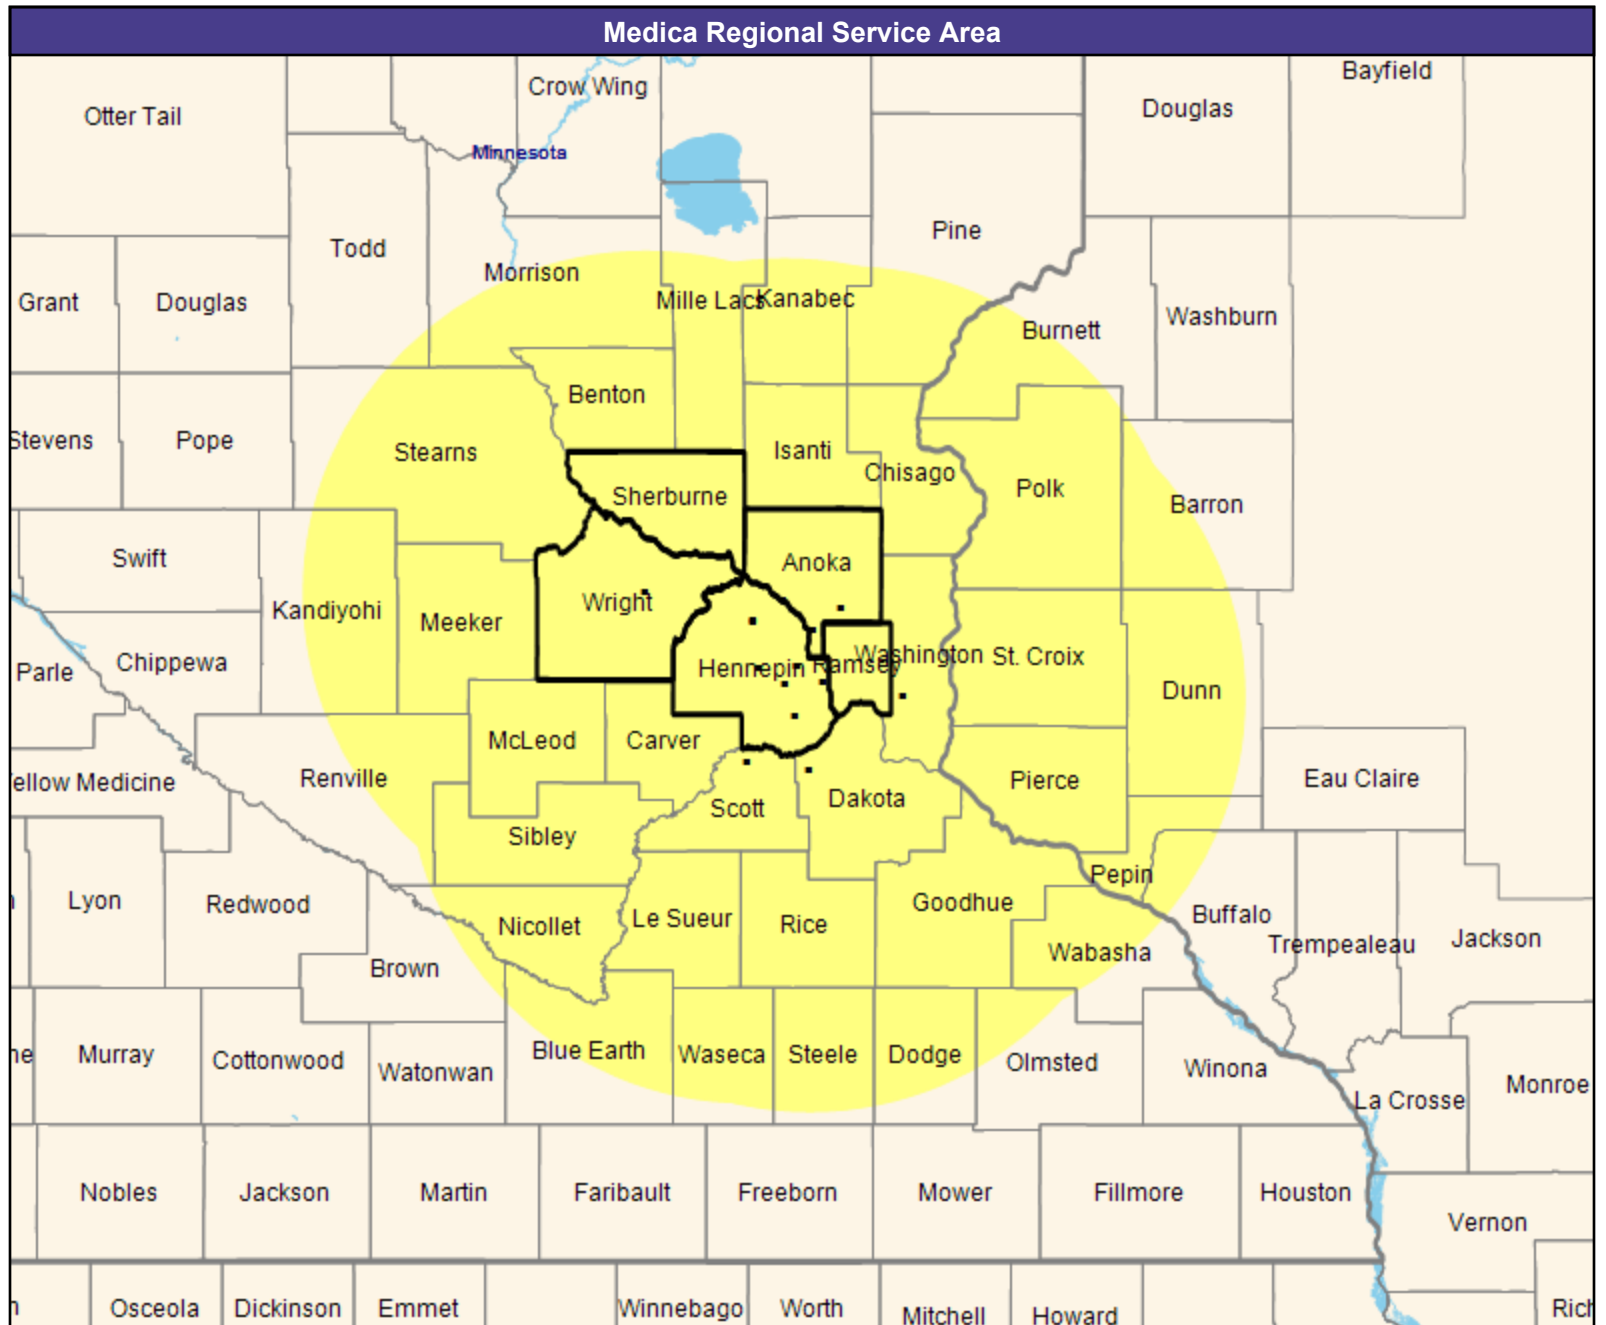 Medica Regional Service Area
Bayfield
Crow Wing
Douglas
Otter Tail
Minnesota
Pine
Todd
Morrison
Mille Lacs
Kanabec
Grant
Douglas
Washburn
Burnett
Benton
Stevens
Pope
Stearns
Isanti
Chisago
Polk
Sherburne
Barron
Swift
Anoka
Wright
Kandiyohi
Meeker
Washington
St. Croix
Parle
Chippewa
Hennepin
Ramsey
Dunn
McLeod
Carver
Renville
Pierce
Eau Claire
ellow Medicine
Scott
Dakota
Sibley
Pepin
Lyon
Redwood
Goodhue
Le Sueur
Buffalo
Nicollet
Rice
Trempealeau
Jackson
Wabasha
Brown
Blue Earth
Waseca
Steele
Dodge
ne
Murray
Cottonwood
Olmsted
Winona
Watonwan
Monroe
La Crosse
Nobles
Jackson
Martin
Faribault
Freeborn
Mower
Fillmore
Houston
Vernon
n
Osceola
Dickinson
Emmet
Winnebago
Worth
Mitchell
Howard
Rich